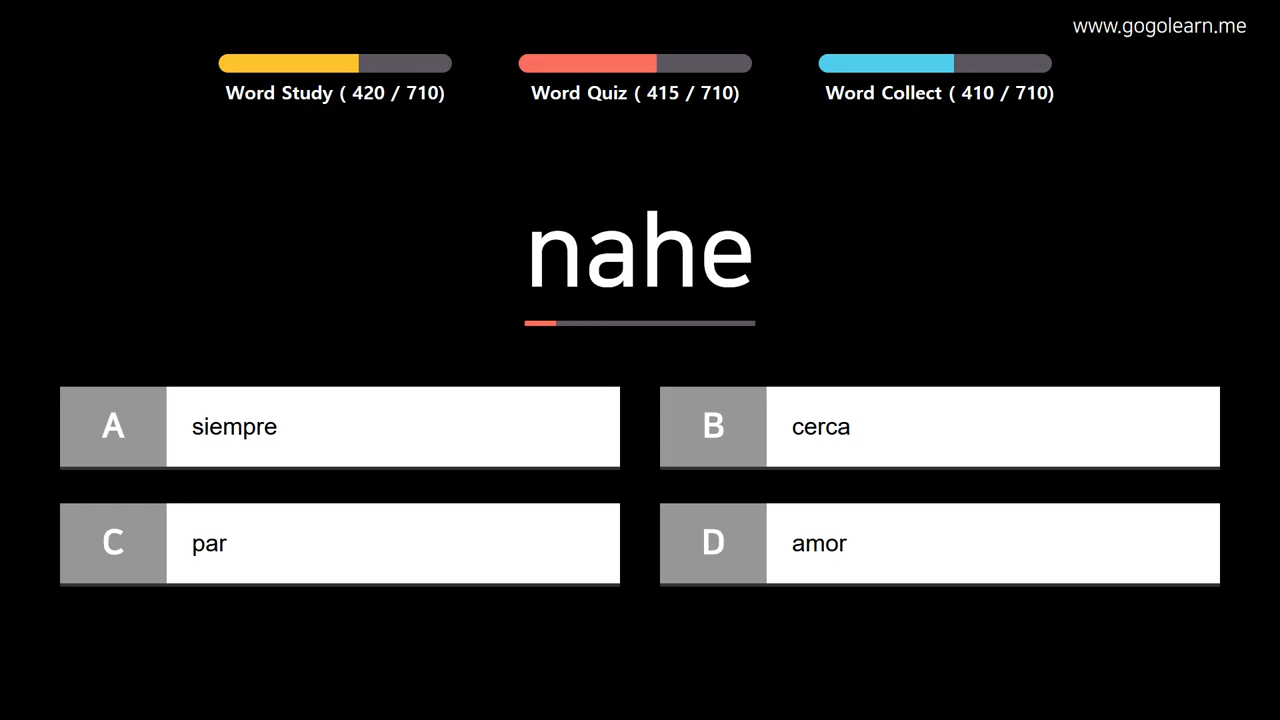 www.gogolearn.me
Word Study ( 420 / 710)
Word Quiz ( 415 / 710)
Word Collect ( 410 / 710)
nahe
A siempre
B cerca
C par
D amor